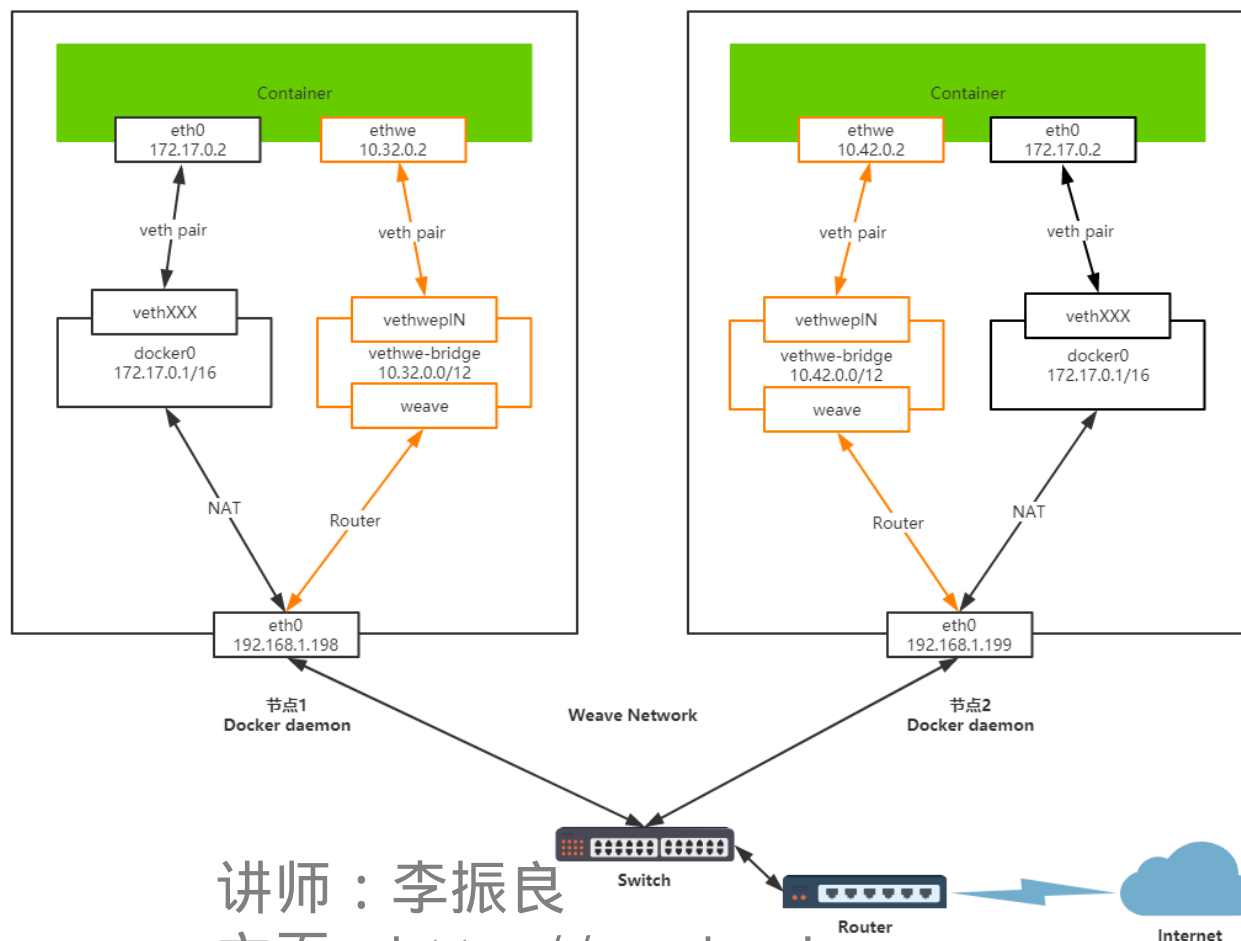 Container
eth0
172.17.0.2
ethwe
10.32.0.2
veth pair
veth pair
vethXXX
docker0
172.17.0.1/16
vethwepIN
vethwe-bridge
10.32.0.0/12
weave
NAT
Router
eth0
192.168.1.198
节点1
Docker daemon
Container
ethwe
10.42.0.2
eth0
172.17.0.2
veth pair
veth pair
vethwepIN
vethwe-bridge
10.42.0.0/12
weave
vethXXX
docker0
172.17.0.1/16
Router
NAT
eth0
192.168.1.199
节点2
Docker daemon
Weave Network
Switch
Router
Internet
讲师：李振良